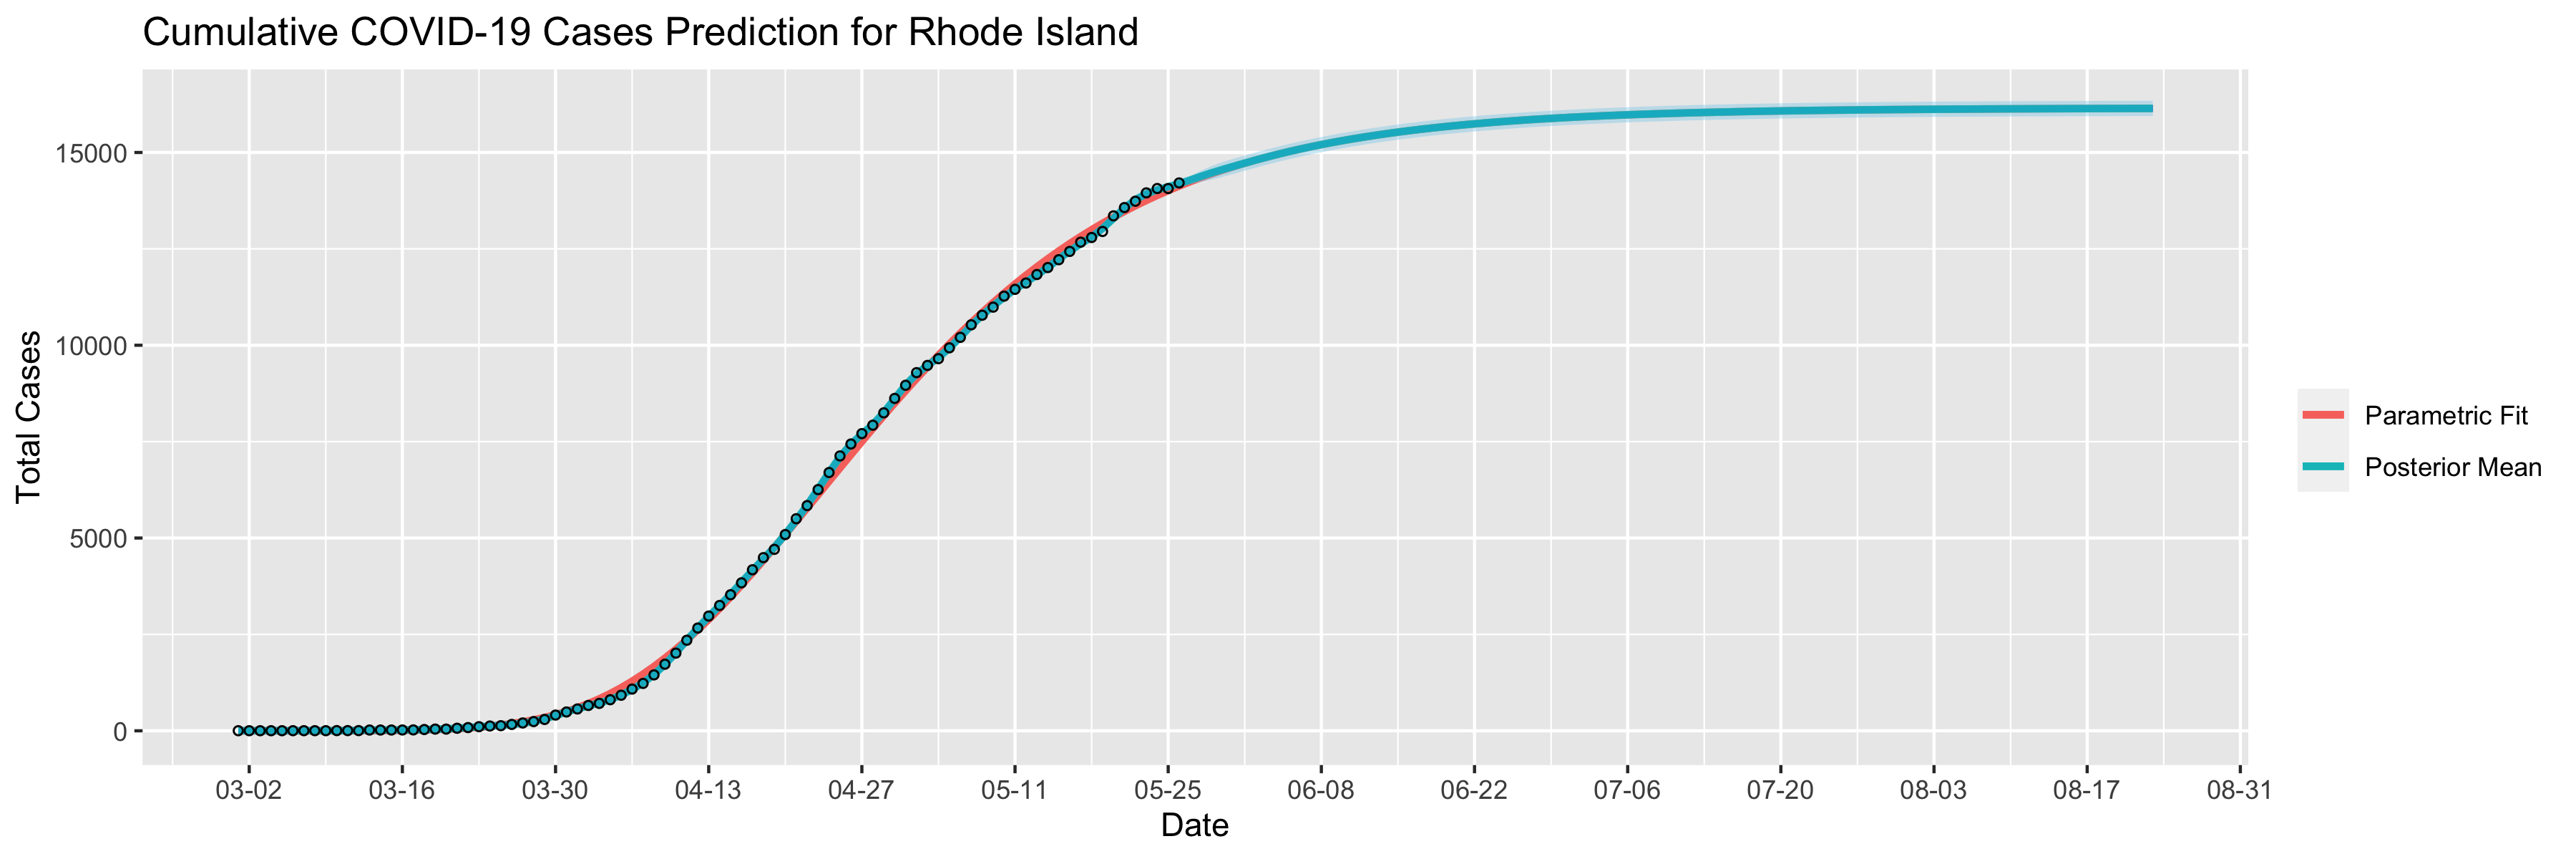 Cumulative COVID-19 Cases Prediction for Rhode Island
Total Cases
15000
10000
5000
0
03-02 03-16 03-30 04-13 04-27 05-11 05-25 06-08 06-22 07-06 07-20 08-03 08-17 08-31
Date
Parametric Fit
Posterior Mean